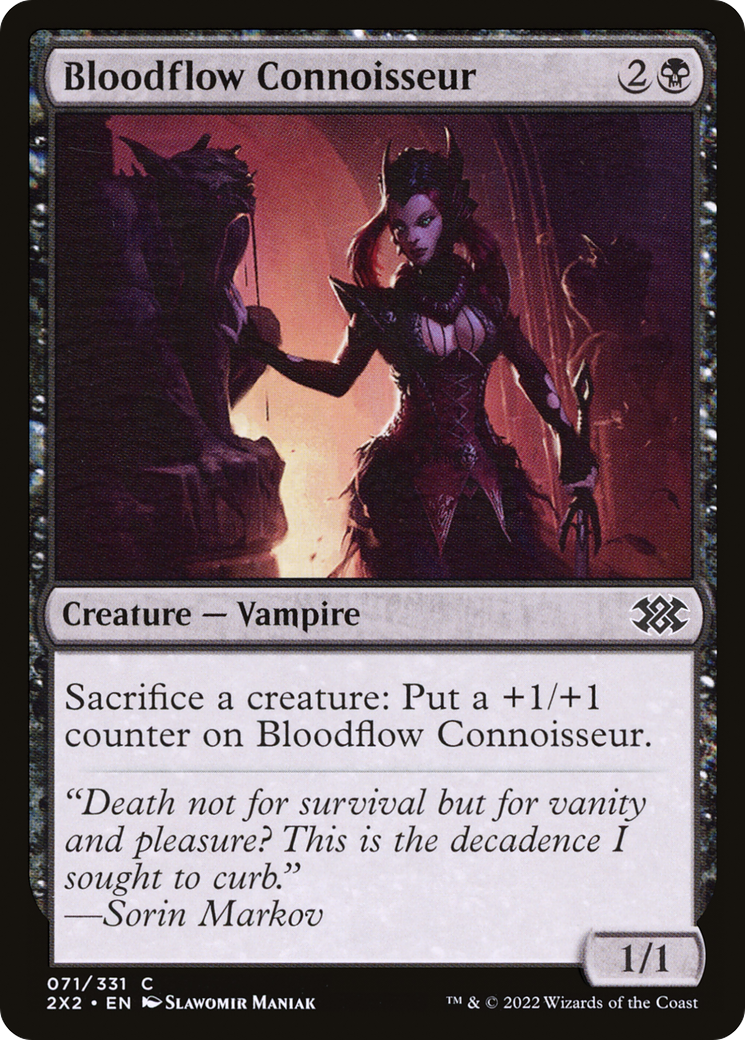 Bloodflow Connoisseur 2
Creature — Vampire
Sacrifice a creature: Put a +1/+1
counter on Bloodflow Connoisseur.
“Death not for survival but for vanity
and pleasure? This is the decadence I
sought to curb.”
—Sorin Markov
1/1
071/331 C
2X2 • EN SLAWOMIR MANIAK
™ & © 2022 Wizards of the Coast